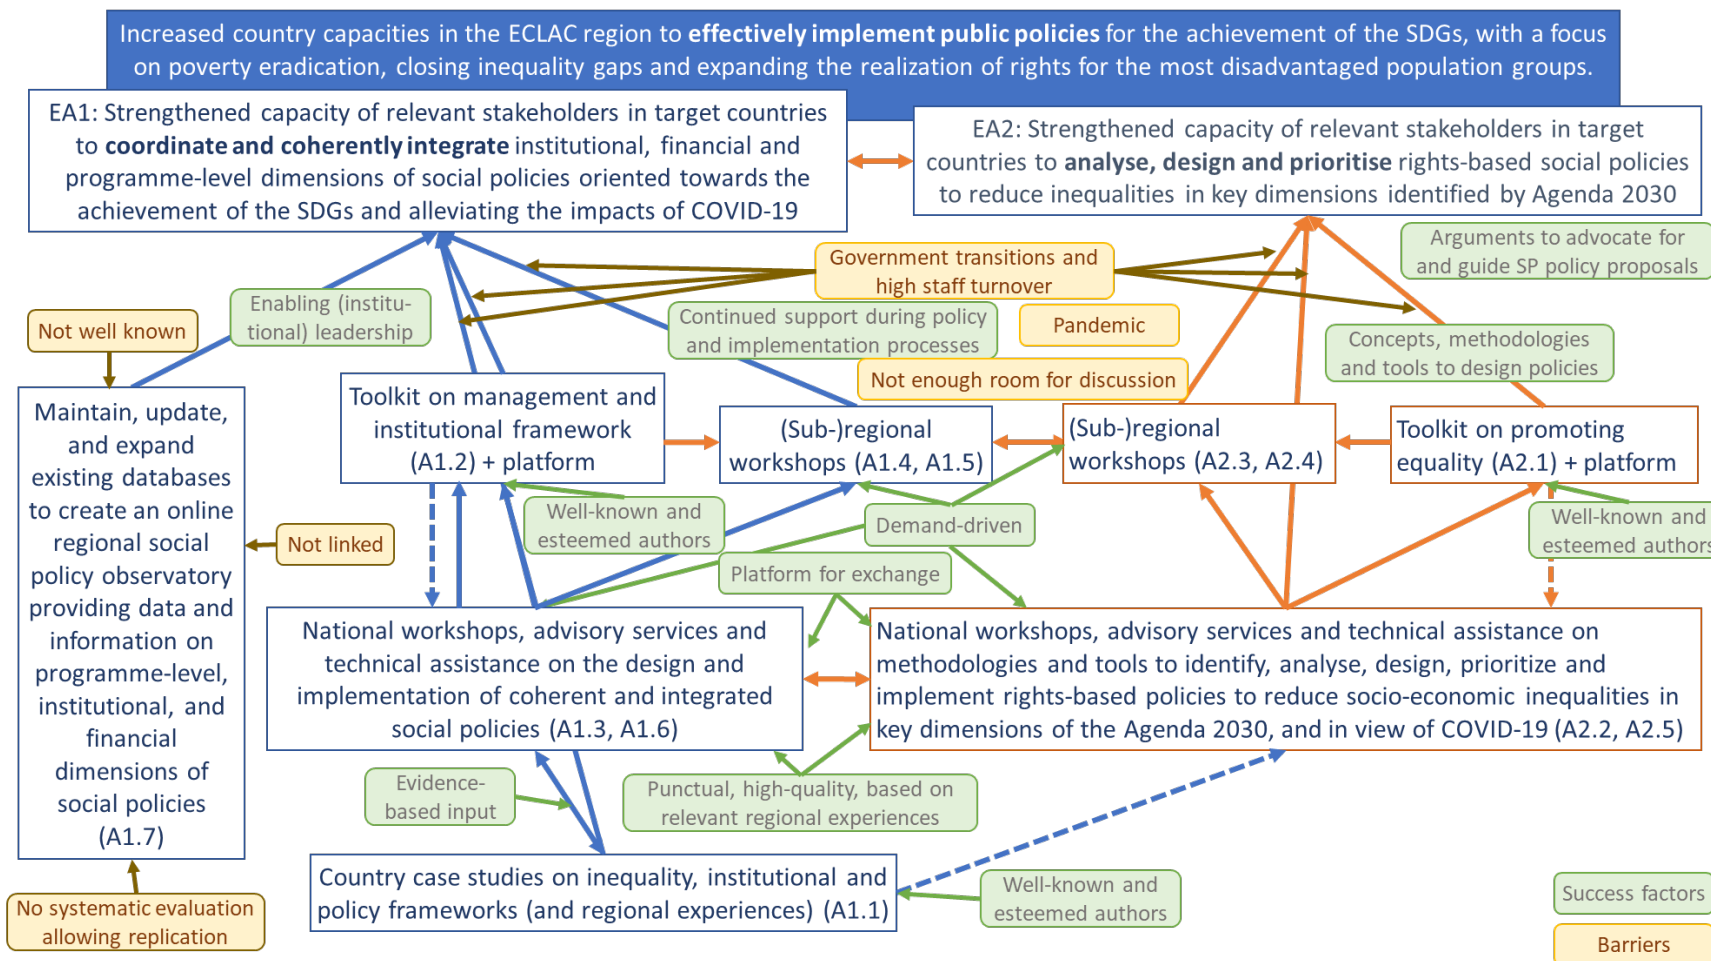 Increased country capacities in the ECLAC region to effectively implement public policies for the achievement of the SDGs, with a focus
on poverty eradication, closing inequality gaps and expanding the realization of rights for the most disadvantaged population groups.
EA1: Strengthened capacity of relevant stakeholders in target countries
to coordinate and coherently integrate institutional, financial and
programme-level dimensions of social policies oriented towards the
achievement of the SDGs and alleviating the impacts of COVID-19
EA2: Strengthened capacity of relevant stakeholders in target
countries to analyse, design and prioritise rights-based social policies
to reduce inequalities in key dimensions identified by Agenda 2030
Government transitions and
high staff turnover
Arguments to advocate for
and guide SP policy proposals
Enabling (institu-
tional) leadership
Not well known
Continued support during policy
and implementation processes
Pandemic
Concepts, methodologies
and tools to design policies
Not enough room for discussion
Maintain, update,
and expand
existing databases
to create an online
regional social
policy observatory
providing data and
information on
programme-level,
institutional, and
financial
dimensions of
social policies
(A1.7)
Toolkit on management and
institutional framework
(A1.2) + platform
(Sub-)regional
workshops (A1.4, A1.5)
(Sub-)regional
workshops (A2.3, A2.4)
Toolkit on promoting
equality (A2.1) + platform
Not linked
Well-known and
esteemed authors
Demand-driven
Well-known and
esteemed authors
Platform for exchange
National workshops, advisory services and
technical assistance on the design and
implementation of coherent and integrated
social policies (A1.3, A1.6)
National workshops, advisory services and technical assistance on
methodologies and tools to identify, analyse, design, prioritize and
implement rights-based policies to reduce socio-economic inequalities in
key dimensions of the Agenda 2030, and in view of COVID-19 (A2.2, A2.5)
Evidence-
based input
Punctual, high-quality, based on
relevant regional experiences
Country case studies on inequality, institutional and
policy frameworks (and regional experiences) (A1.1)
Well-known and
esteemed authors
No systematic evaluation
allowing replication
Success factors
Barriers